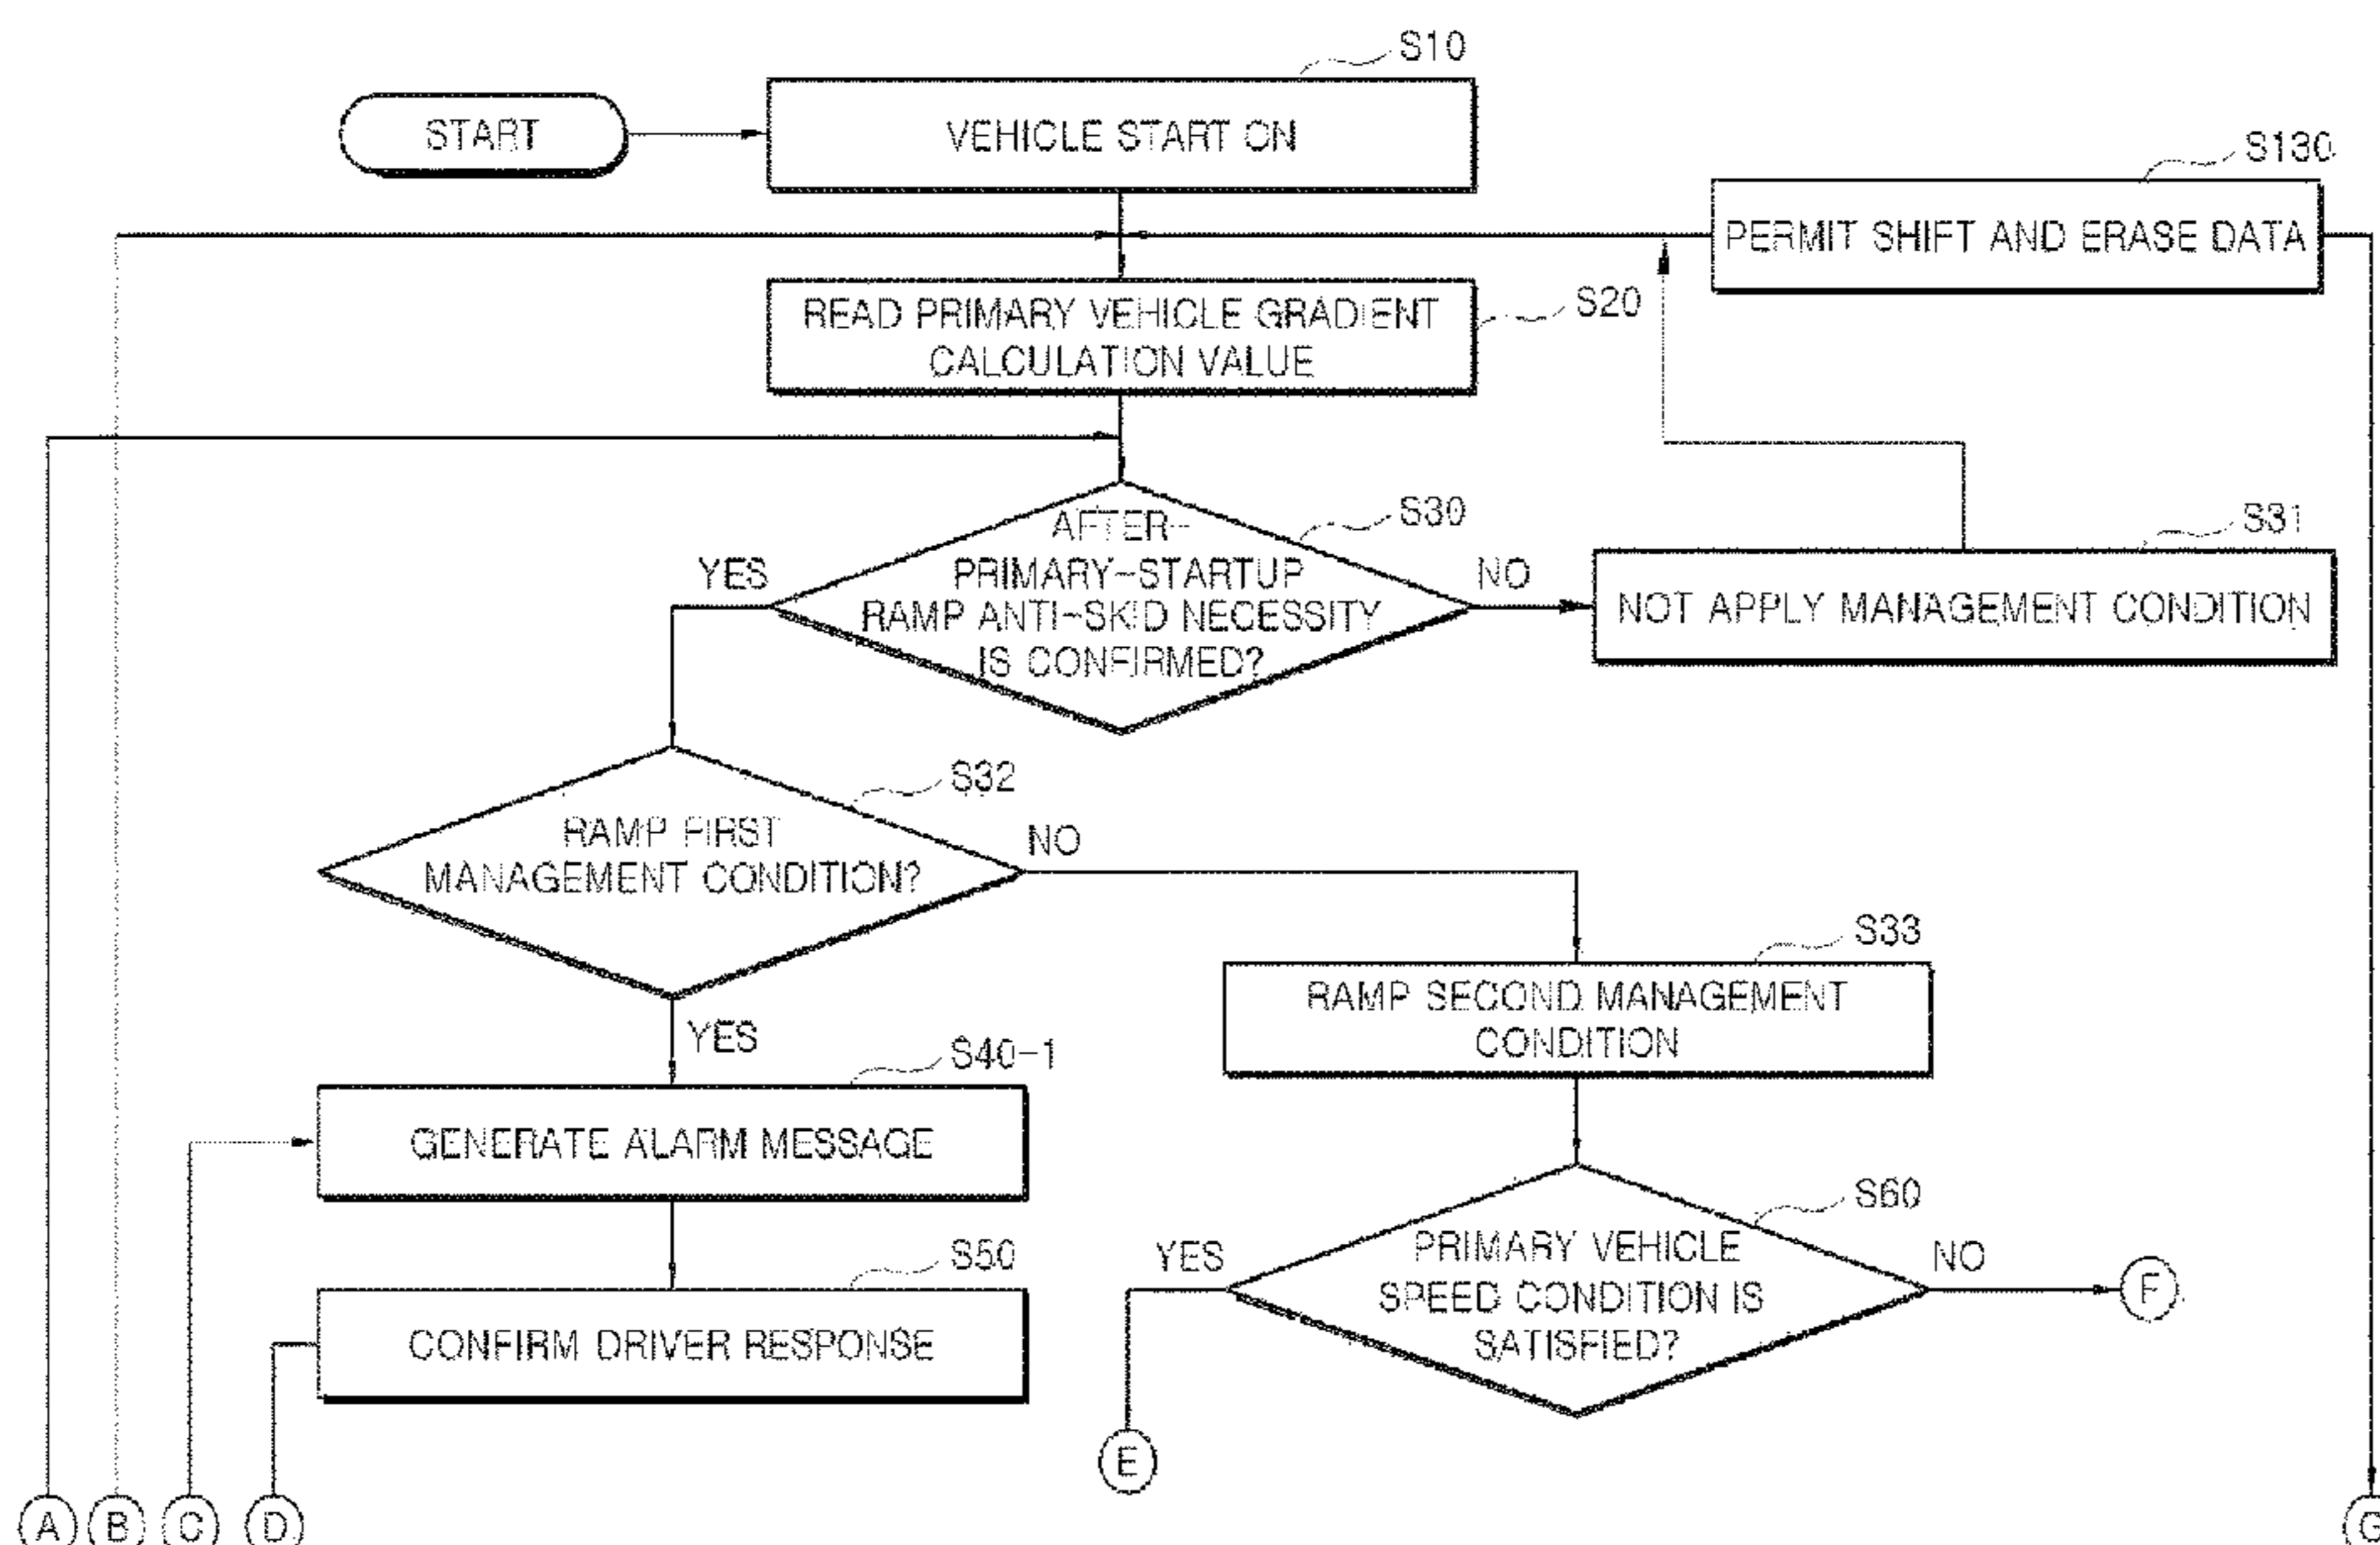 S10
START
VEHICLE START ON
S130
PERMIT SHIFT AND ERASE DATA
READ PRIMARY VEHICLE GRADIENT
CALCULATION VALUE
S20
AFTER-
PRIMARY-STARTUP
RAMP ANTI-SKID NECESSITY
IS CONFIRMED?
S30
YES
NO
S31
NOT APPLY MANAGEMENT CONDITION
S32
RAMP FIRST
MANAGEMENT CONDITION?
NO
YES
S33
RAMP SECOND MANAGEMENT
CONDITION
S40-1
GENERATE ALARM MESSAGE
S60
PRIMARY VEHICLE
SPEED CONDITION IS
SATISFIED?
YES
NO
F
S50
CONFIRM DRIVER RESPONSE
E
A
B
C
D
G